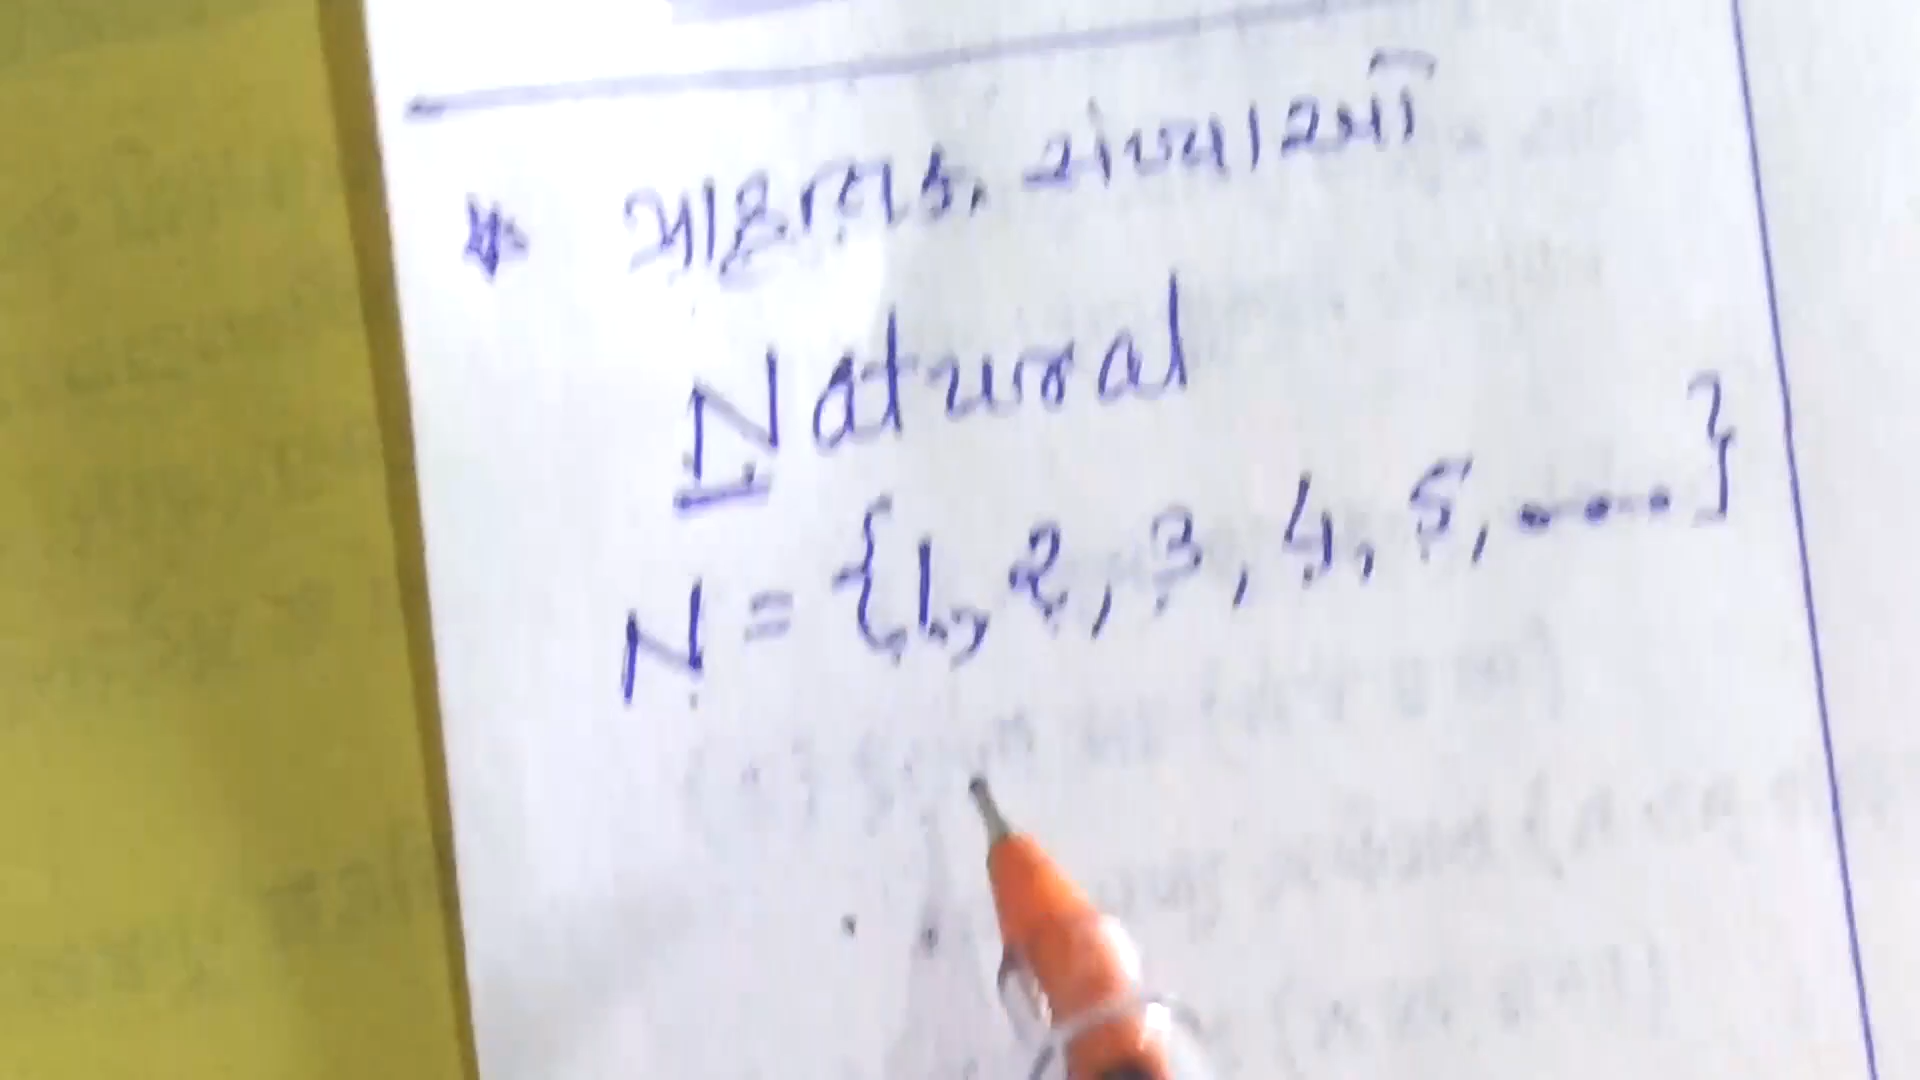 * પ્રાકૃતિક સંખ્યાઓ
Natural
N = {1, 2, 3, 4, 5, .....}